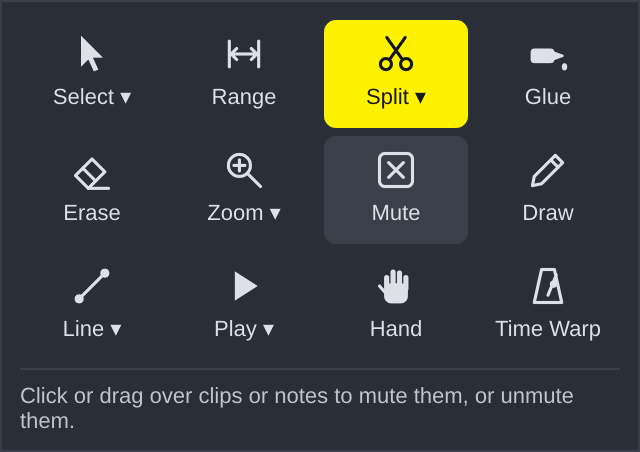 Select ▾ Range Split ▾ Glue
Erase Zoom ▾ Mute Draw
Line ▾ Play ▾ Hand Time Warp
Click or drag over clips or notes to mute them, or unmute
them.